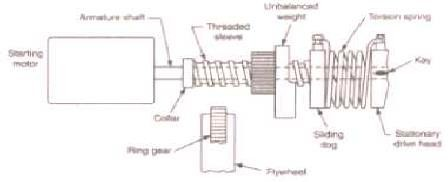 Unbalanced
weight
Armature shaft
Threaded
sleeve
Torsion spring
Starting
motor
Key
Collar
Ring gear
Sliding
dog
Stationary
drive head
Flywheel